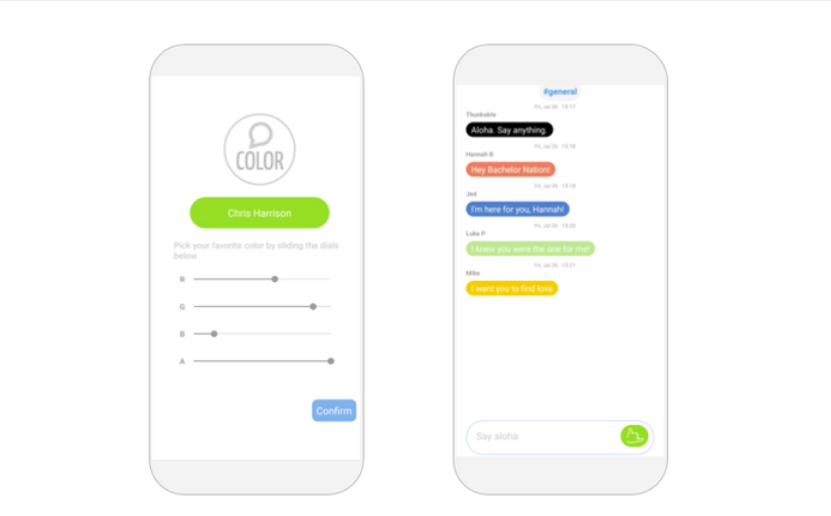 COLOR
Chris Harrison
Pick your favorite color by sliding the dials
below
R
G
B
A
Confirm
#general
Fri, Jul 26 · 15:17
Thunkable
Aloha. Say anything.
Fri, Jul 26 · 15:18
Hannah B
Hey Bachelor Nation!
Fri, Jul 26 · 15:18
Jed
I'm here for you, Hannah!
Fri, Jul 26 · 15:20
Luke P
I knew you were the one for me!
Fri, Jul 26 · 15:21
Mike
I want you to find love
Say aloha